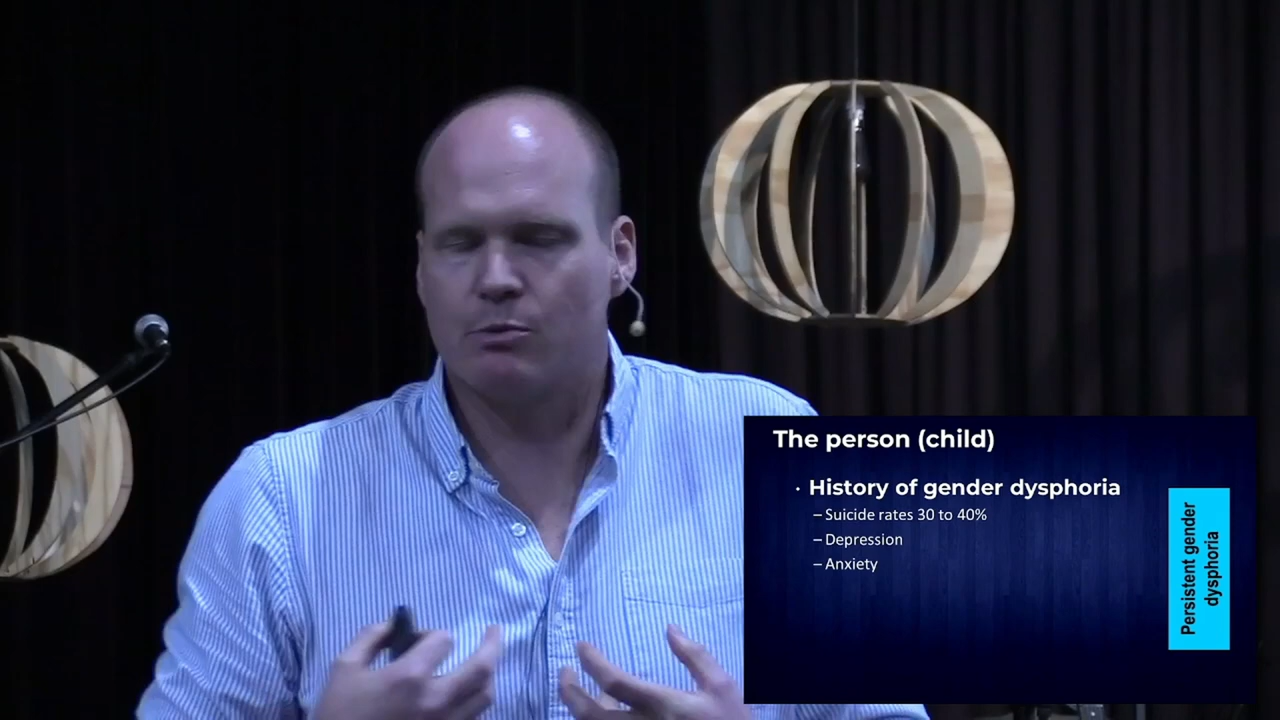 The person (child)
• History of gender dysphoria
– Suicide rates 30 to 40%
– Depression
– Anxiety
Persistent gender
dysphoria